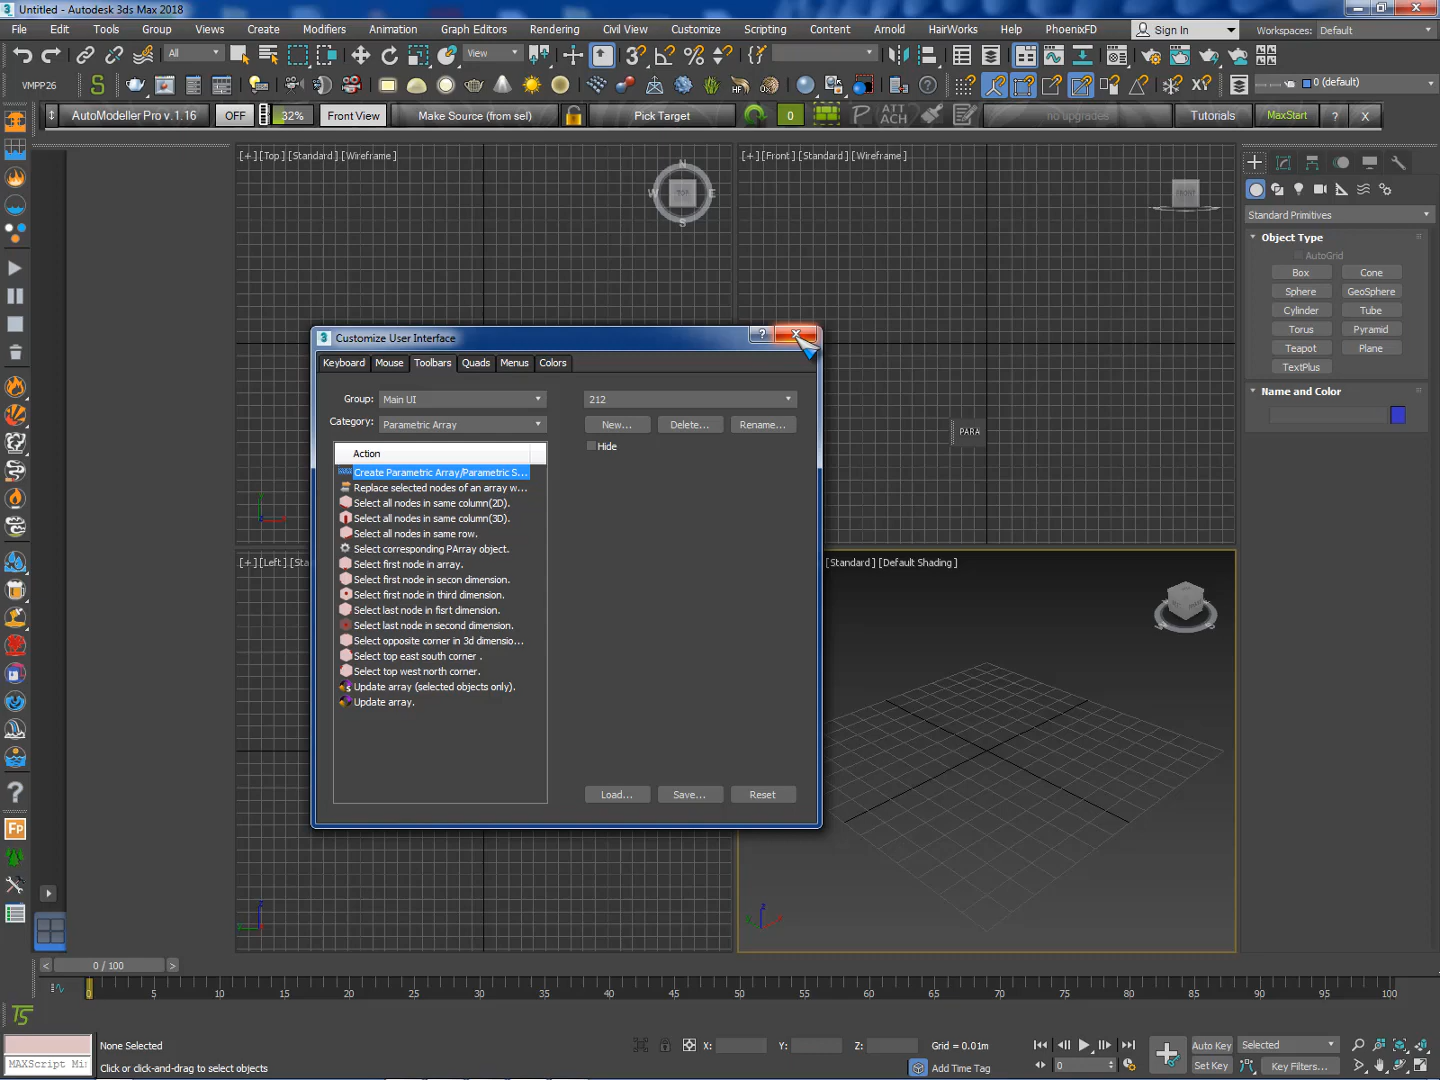 Untitled - Autodesk 3ds Max 2018
File Edit Tools Group Views Create Modifiers Animation Graph Editors Rendering Civil View Customize Scripting Content Arnold HairWorks Help PhoenixFD Sign In Workspaces: Default
All View
VMPP26 0 (default)
AutoModeller Pro v.1.16 OFF 32% Front View Make Source (from sel) Pick Target 0 ATT ACH no upgrades Tutorials MaxStart ? X
[+] [Top] [Standard] [Wireframe]
[+] [Front] [Standard] [Wireframe]
N
W TOP E
S
FRONT
Standard Primitives
Object Type
AutoGrid
Box Cone
Sphere GeoSphere
Cylinder Tube
Torus Pyramid
Teapot Plane
TextPlus
Name and Color
PARA
Customize User Interface
Keyboard Mouse Toolbars Quads Menus Colors
Group: Main UI 212
Category: Parametric Array New... Delete... Rename...
Hide
Action
Create Parametric Array/Parametric S...
Replace selected nodes of an array w...
Select all nodes in same column(2D).
Select all nodes in same column(3D).
Select all nodes in same row.
Select corresponding PArray object.
Select first node in array.
Select first node in secon dimension.
Select first node in third dimension.
Select last node in fisrt dimension.
Select last node in second dimension.
Select opposite corner in 3d dimensio...
Select top east south corner .
Select top west north corner.
Update array (selected objects only).
Update array.
Load... Save... Reset
[+] [Left] [Sta
[Standard] [Default Shading]
0 / 100
0 5 10 15 20 25 30 35 40 45 50 55 60 65 70 75 80 85 90 95 100
None Selected X: Y: Z: Grid = 0.01m Auto Key Selected
MAXScript Mi Click or click-and-drag to select objects Add Time Tag 0 Set Key Key Filters...